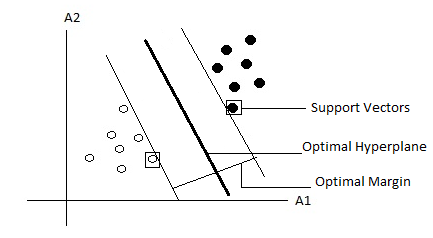 A2
Support Vectors
Optimal Hyperplane
Optimal Margin
A1